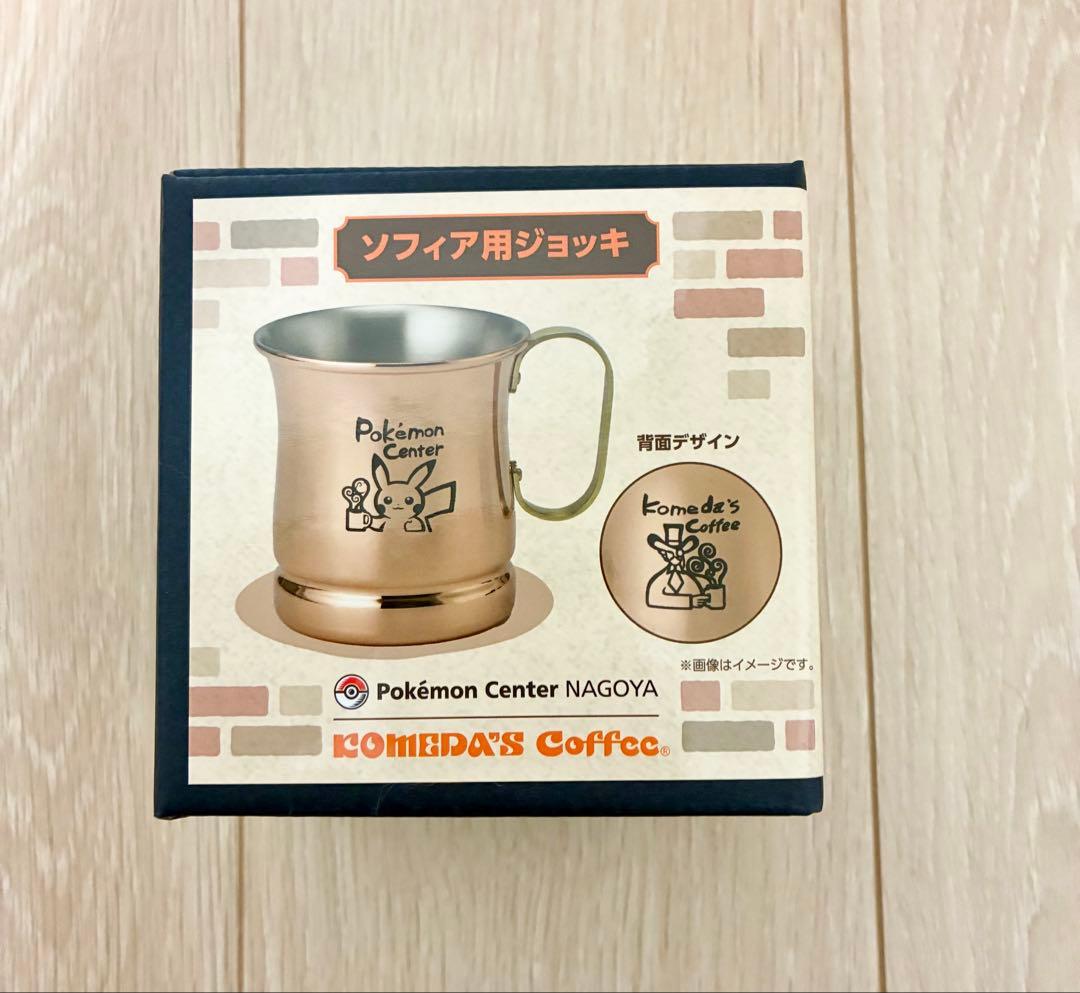 ソフィア用ジョッキ
Pokémon
Center
背面デザイン
Komeda's
Coffee
※画像はイメージです。
Pokémon Center NAGOYA
KOMEDA'S Coffee®